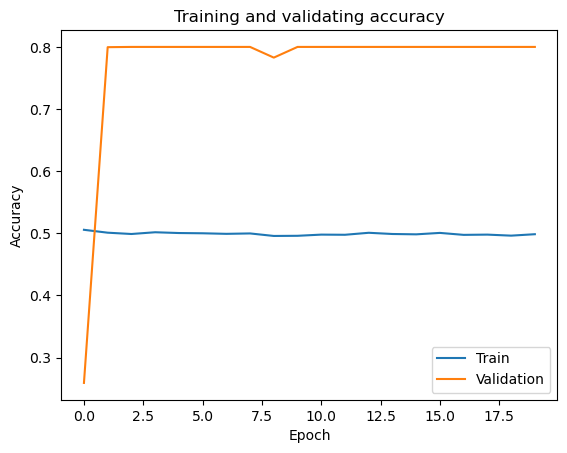 Training and validating accuracy
0.8
0.7
0.6
0.5
0.4
0.3
Accuracy
Train
Validation
0.0 2.5 5.0 7.5 10.0 12.5 15.0 17.5
Epoch